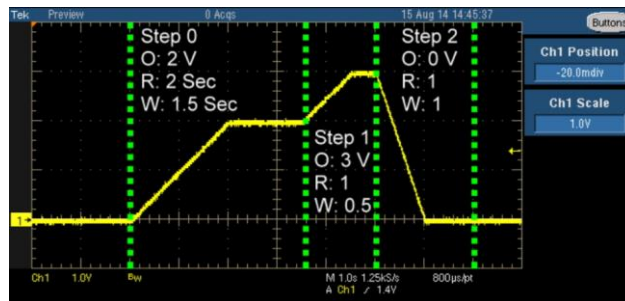 Tek Preview 0 Acqs 15 Aug 14 14:45:37
Buttons
Step 0
O: 2 V
R: 2 Sec
W: 1.5 Sec
Step 2
O: 0 V
R: 1
W: 1
Step 1
O: 3 V
R: 1
W: 0.5
Ch1 Position
-20.0mdiv
Ch1 Scale
1.0V
1
Ch1 1.0V Bw M 1.0s 1.25kS/s 800µs/pt
A Ch1 / 1.4V